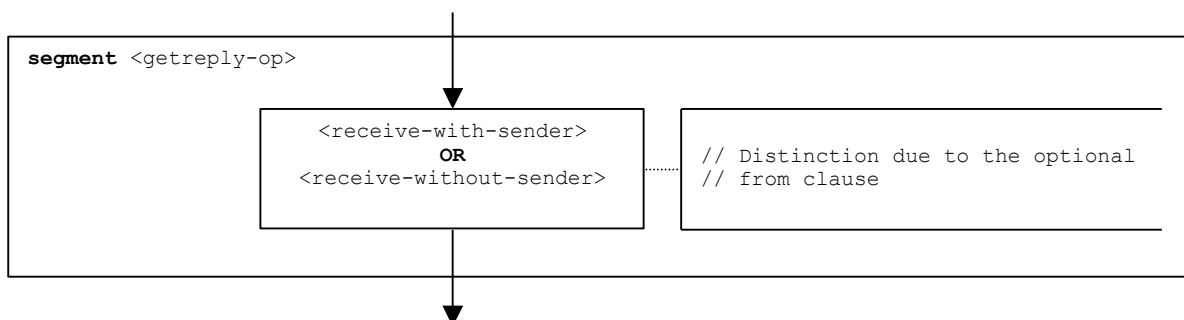 segment <getreply-op>
<receive-with-sender>
OR
<receive-without-sender>
// Distinction due to the optional
// from clause